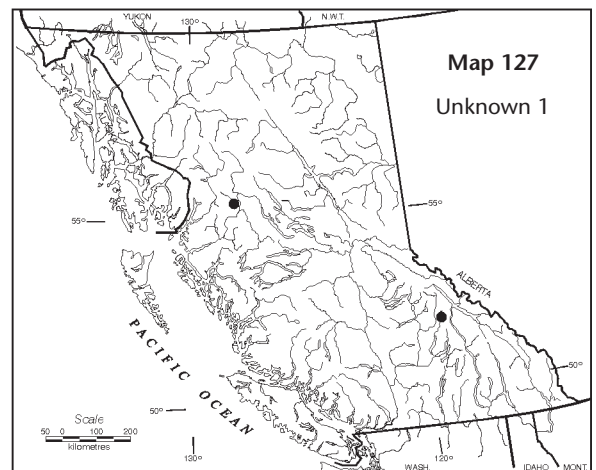 YUKON
N.W.T.
130°
Map 127
Unknown 1
55°
55°
ALBERTA
PACIFIC OCEAN
50°
50°
Scale
50 0 100 200
kilometres
130°
120°
WASH.
IDAHO
MONT.